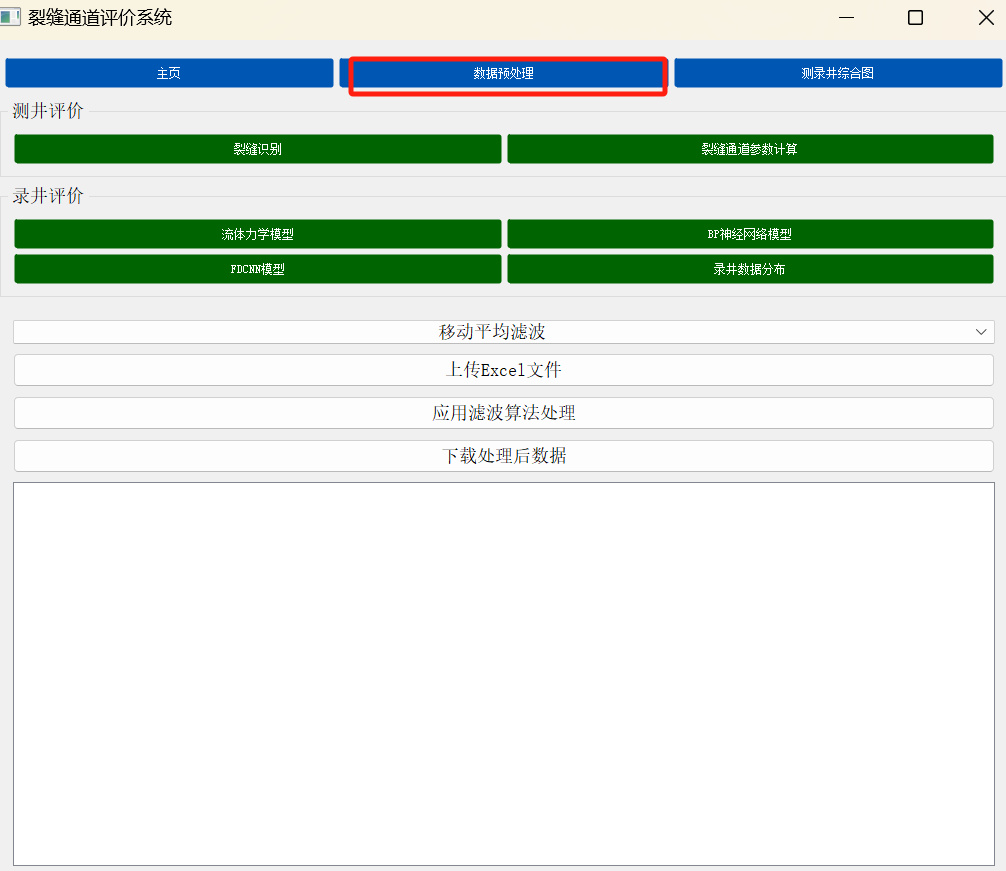 裂缝通道评价系统
主页 数据预处理 测录井综合图
测井评价
裂缝识别 裂缝通道参数计算
录井评价
流体力学模型 BP神经网络模型
FDCNN模型 录井数据分布
移动平均滤波
上传Excel文件
应用滤波算法处理
下载处理后数据